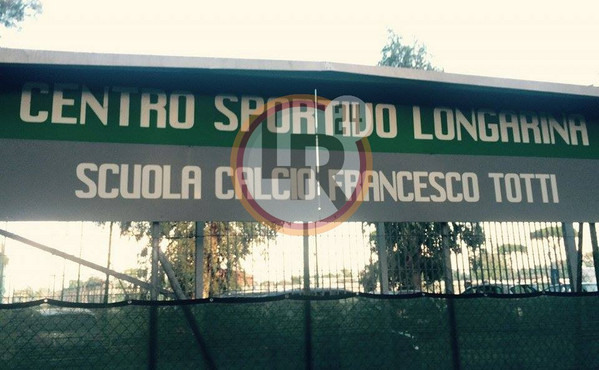 CENTRO SPORTIVO LONGARINA
SCUOLA CALCIO FRANCESCO TOTTI